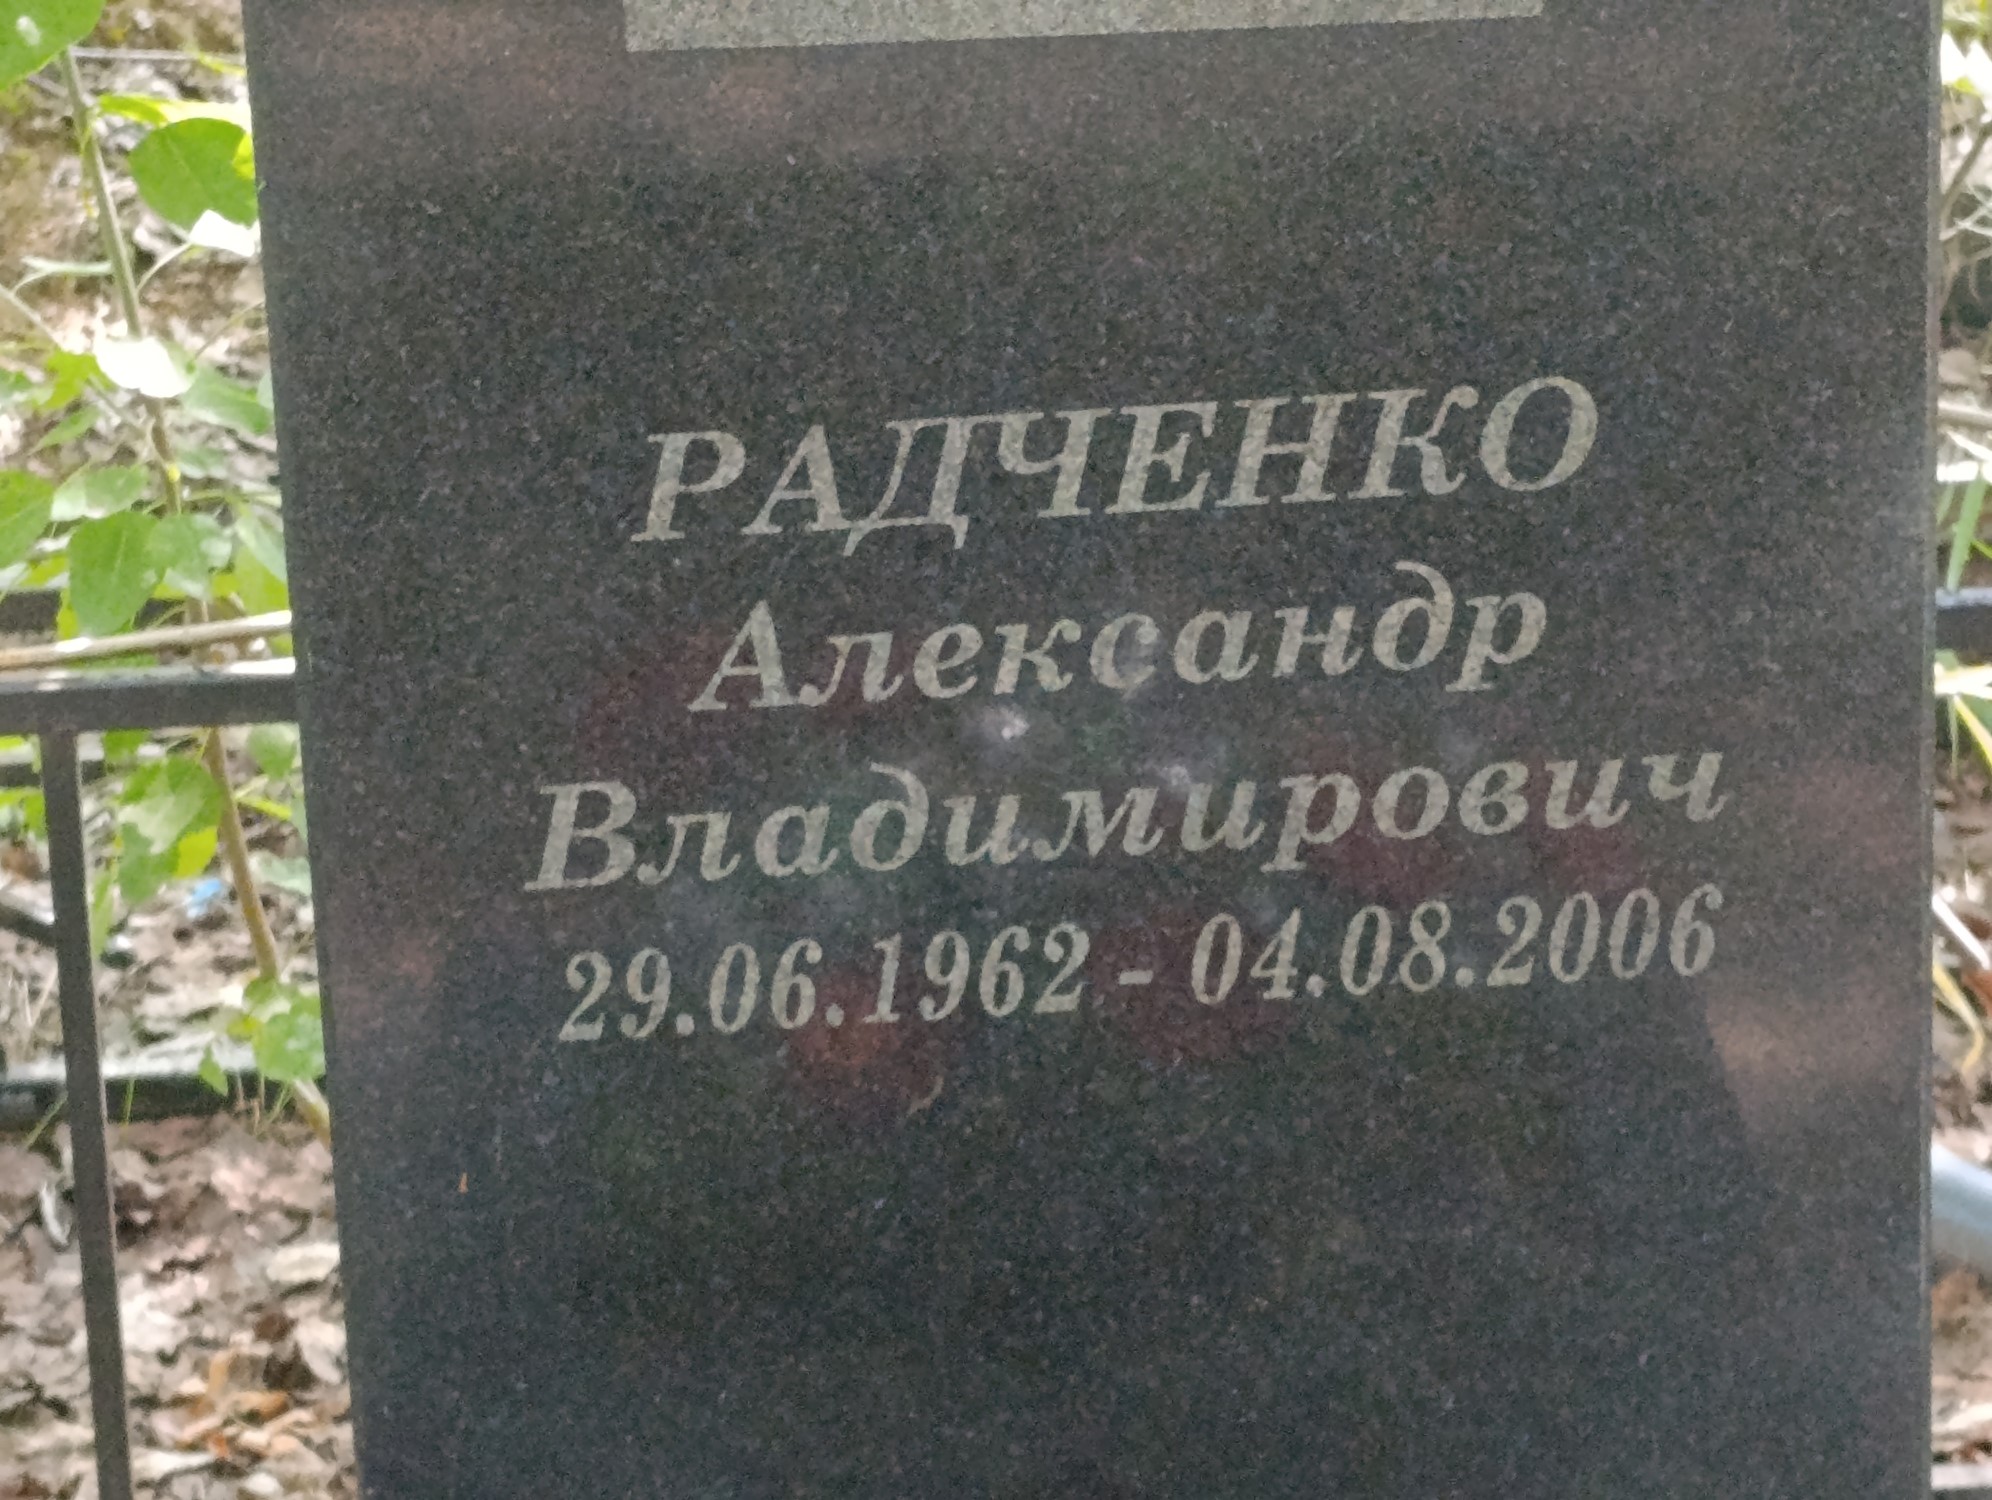 РАДЧЕНКО
Александр
Владимирович
29.06.1962 - 04.08.2006